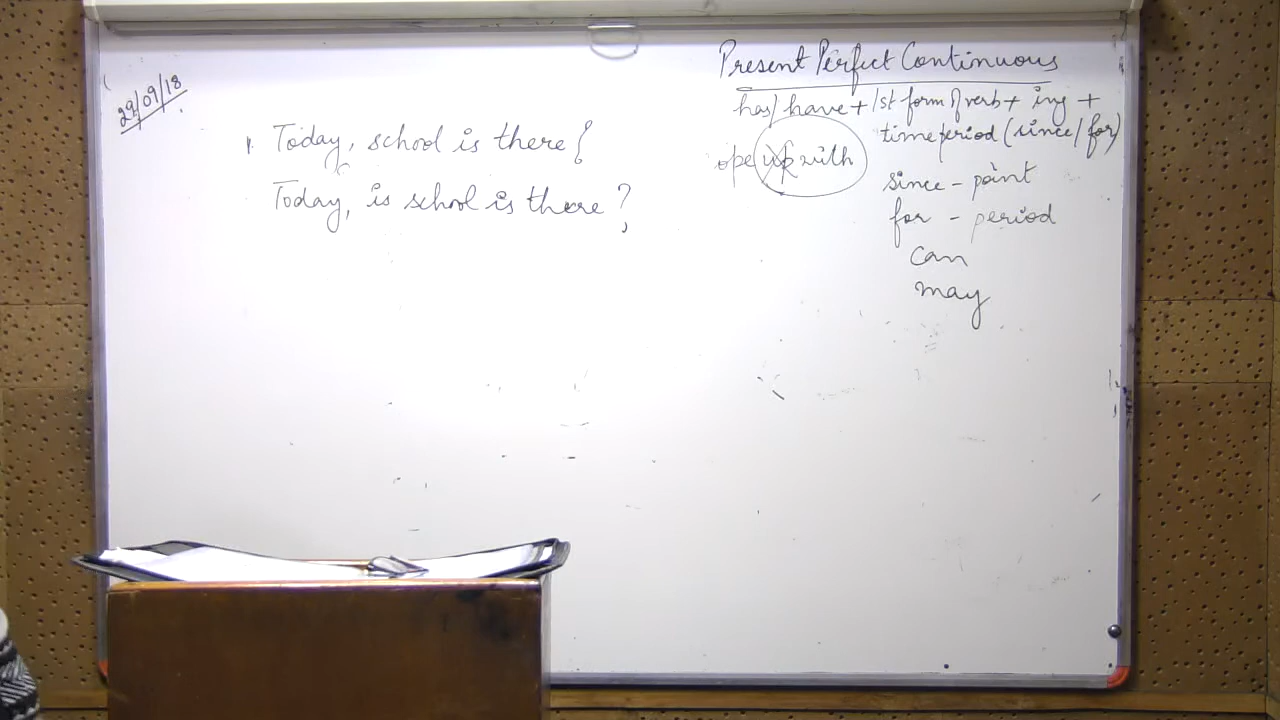 29/09/18
1. Today, school is there?
Today, is school is there?
Present Perfect Continuous
has/have + 1st form of verb + ing +
time period (since/for)
ope up with
since - point
for - period
can
may